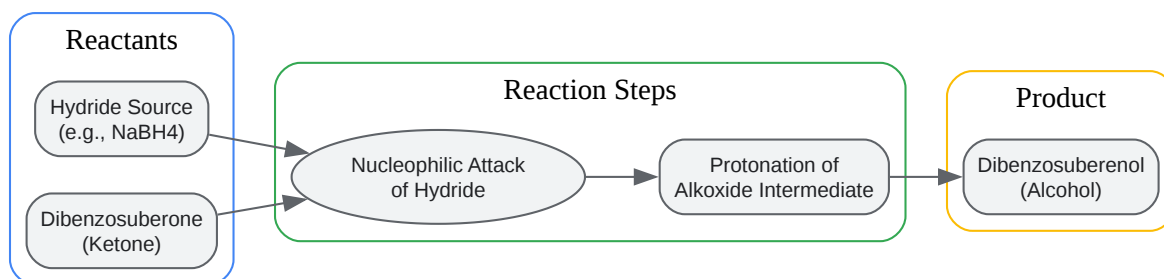 Reactants
Hydride Source
(e.g., NaBH4)
Dibenzosuberone
(Ketone)
Reaction Steps
Nucleophilic Attack
of Hydride
Protonation of
Alkoxide Intermediate
Product
Dibenzosuberenol
(Alcohol)